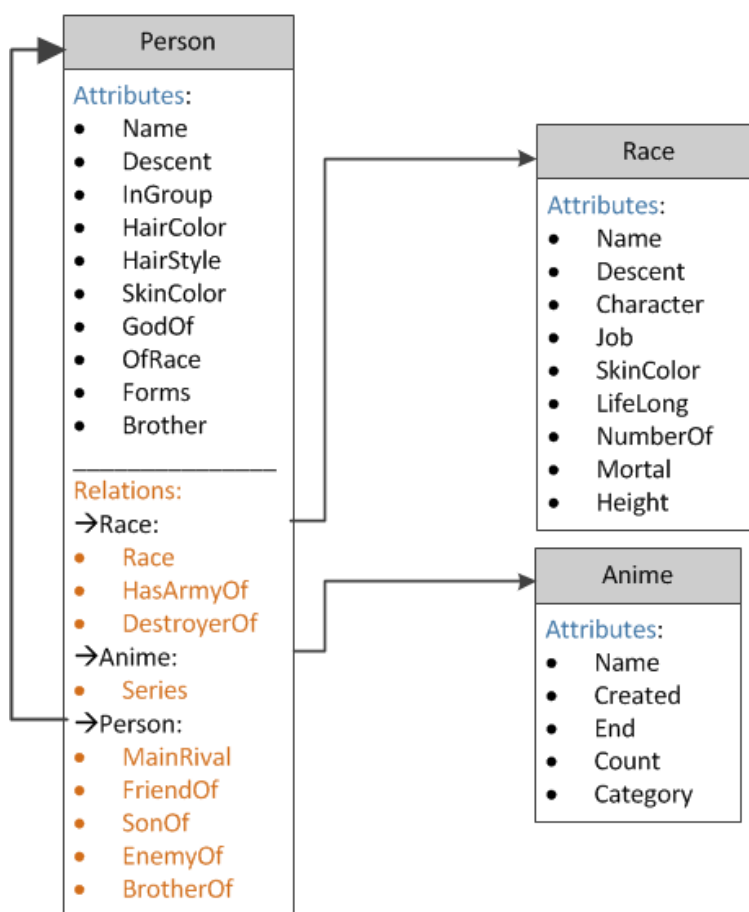 Person
Attributes:
• Name
• Descent
• InGroup
• HairColor
• HairStyle
• SkinColor
• GodOf
• OfRace
• Forms
• Brother
Relations:
→Race:
• Race
• HasArmyOf
• DestroyerOf
→Anime:
• Series
→Person:
• MainRival
• FriendOf
• SonOf
• EnemyOf
• BrotherOf
Race
Attributes:
• Name
• Descent
• Character
• Job
• SkinColor
• LifeLong
• NumberOf
• Mortal
• Height
Anime
Attributes:
• Name
• Created
• End
• Count
• Category